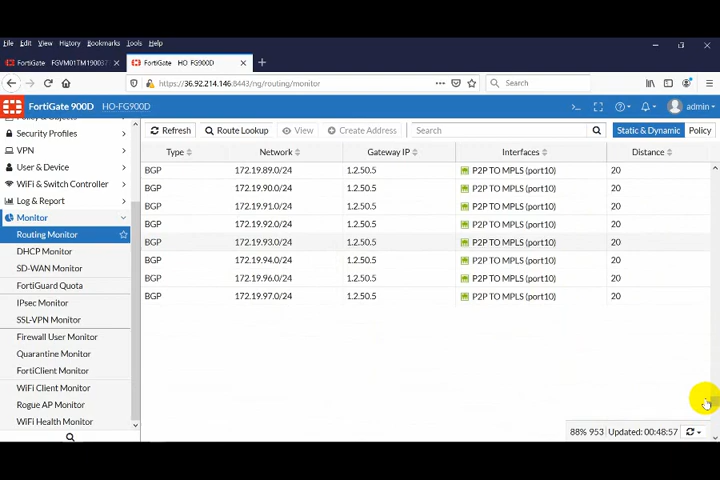 File Edit View History Bookmarks Tools Help
FortiGate FGVM01TM1900371 FortiGate HO-FG900D
https://36.92.214.146:8443/ng/routing/monitor Search
FortiGate 900D HO-FG900D admin
Security Profiles
VPN
User & Device
WiFi & Switch Controller
Log & Report
Monitor
Routing Monitor
DHCP Monitor
SD-WAN Monitor
FortiGuard Quota
IPsec Monitor
SSL-VPN Monitor
Firewall User Monitor
Quarantine Monitor
FortiClient Monitor
WiFi Client Monitor
Rogue AP Monitor
WiFi Health Monitor
Refresh Route Lookup View Create Address Search Static & Dynamic Policy
Type Network Gateway IP Interfaces Distance
BGP 172.19.89.0/24 1.2.50.5 P2P TO MPLS (port10) 20
BGP 172.19.90.0/24 1.2.50.5 P2P TO MPLS (port10) 20
BGP 172.19.91.0/24 1.2.50.5 P2P TO MPLS (port10) 20
BGP 172.19.92.0/24 1.2.50.5 P2P TO MPLS (port10) 20
BGP 172.19.93.0/24 1.2.50.5 P2P TO MPLS (port10) 20
BGP 172.19.94.0/24 1.2.50.5 P2P TO MPLS (port10) 20
BGP 172.19.96.0/24 1.2.50.5 P2P TO MPLS (port10) 20
BGP 172.19.97.0/24 1.2.50.5 P2P TO MPLS (port10) 20
88% 953 Updated: 00:48:57